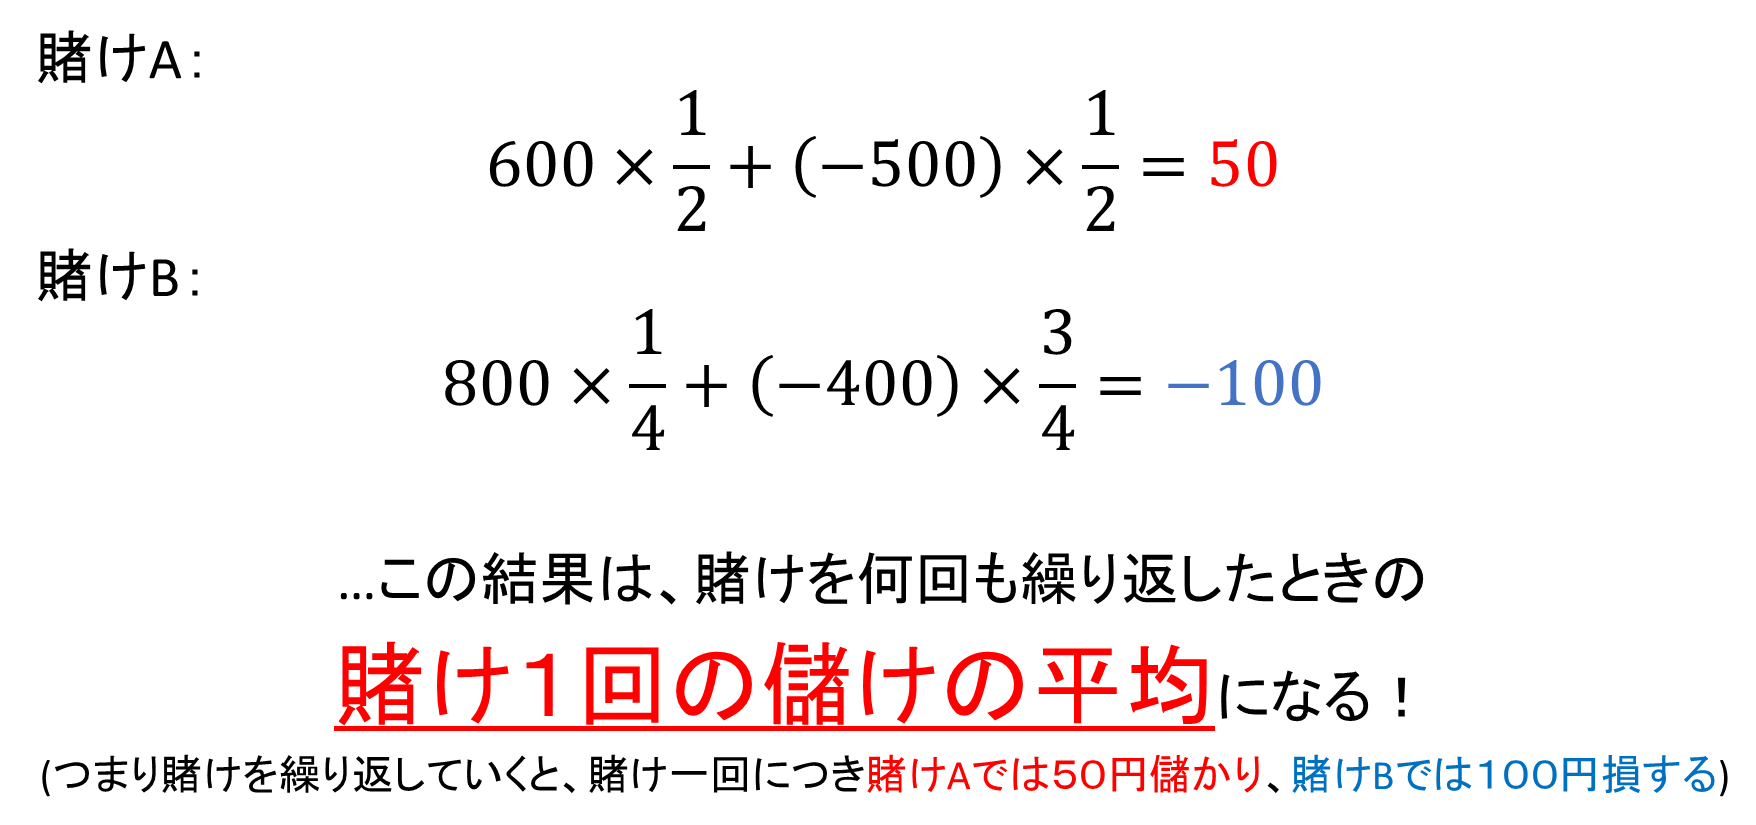 賭けA：
600 × 1/2 + (−500) × 1/2 = 50
賭けB：
800 × 1/4 + (−400) × 3/4 = −100
…この結果は、賭けを何回も繰り返したときの
賭け１回の儲けの平均になる！
(つまり賭けを繰り返していくと、賭け一回につき賭けAでは５０円儲かり、賭けBでは１００円損する)